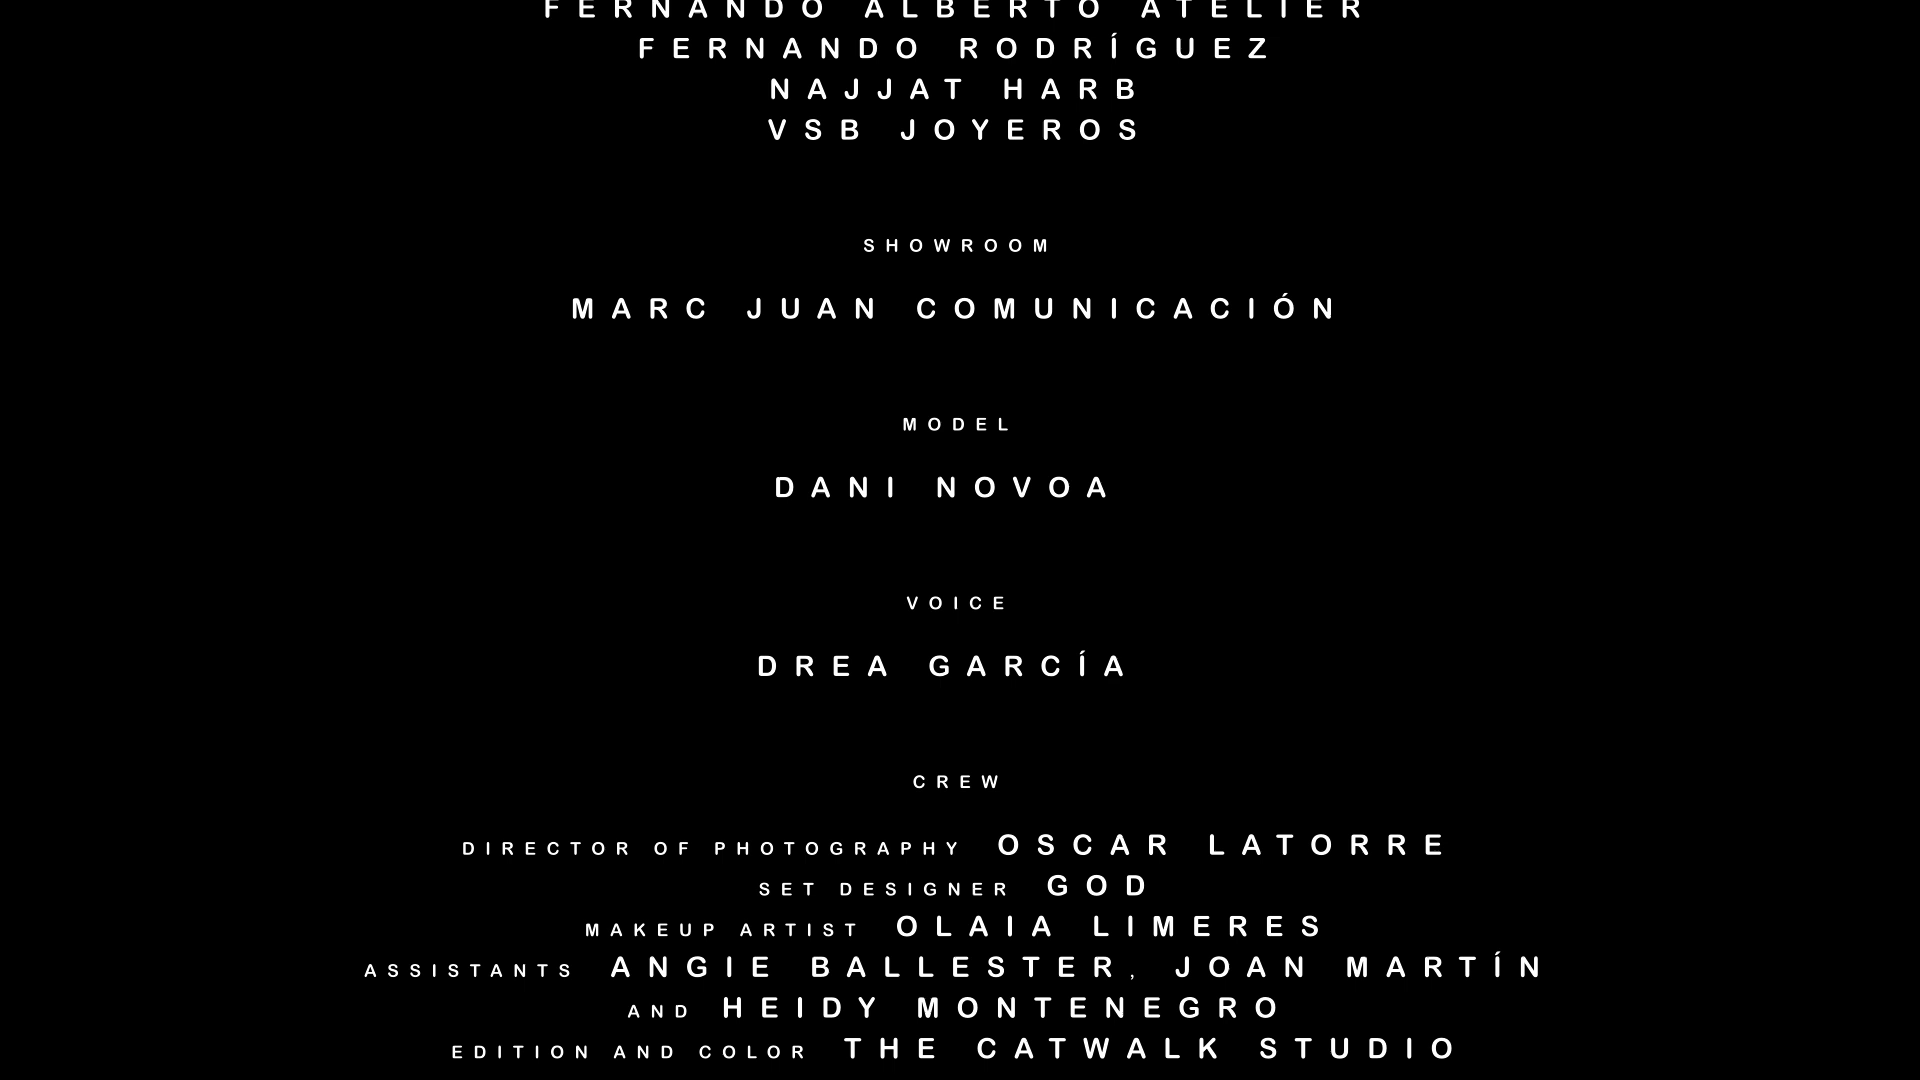 FERNANDO ALBERTO ATELIER
FERNANDO RODRÍGUEZ
NAJJAT HARB
VSB JOYEROS
SHOWROOM
MARC JUAN COMUNICACIÓN
MODEL
DANI NOVOA
VOICE
DREA GARCÍA
CREW
DIRECTOR OF PHOTOGRAPHY OSCAR LATORRE
SET DESIGNER GOD
MAKEUP ARTIST OLAIA LIMERES
ASSISTANTS ANGIE BALLESTER, JOAN MARTÍN
AND HEIDY MONTENEGRO
EDITION AND COLOR THE CATWALK STUDIO